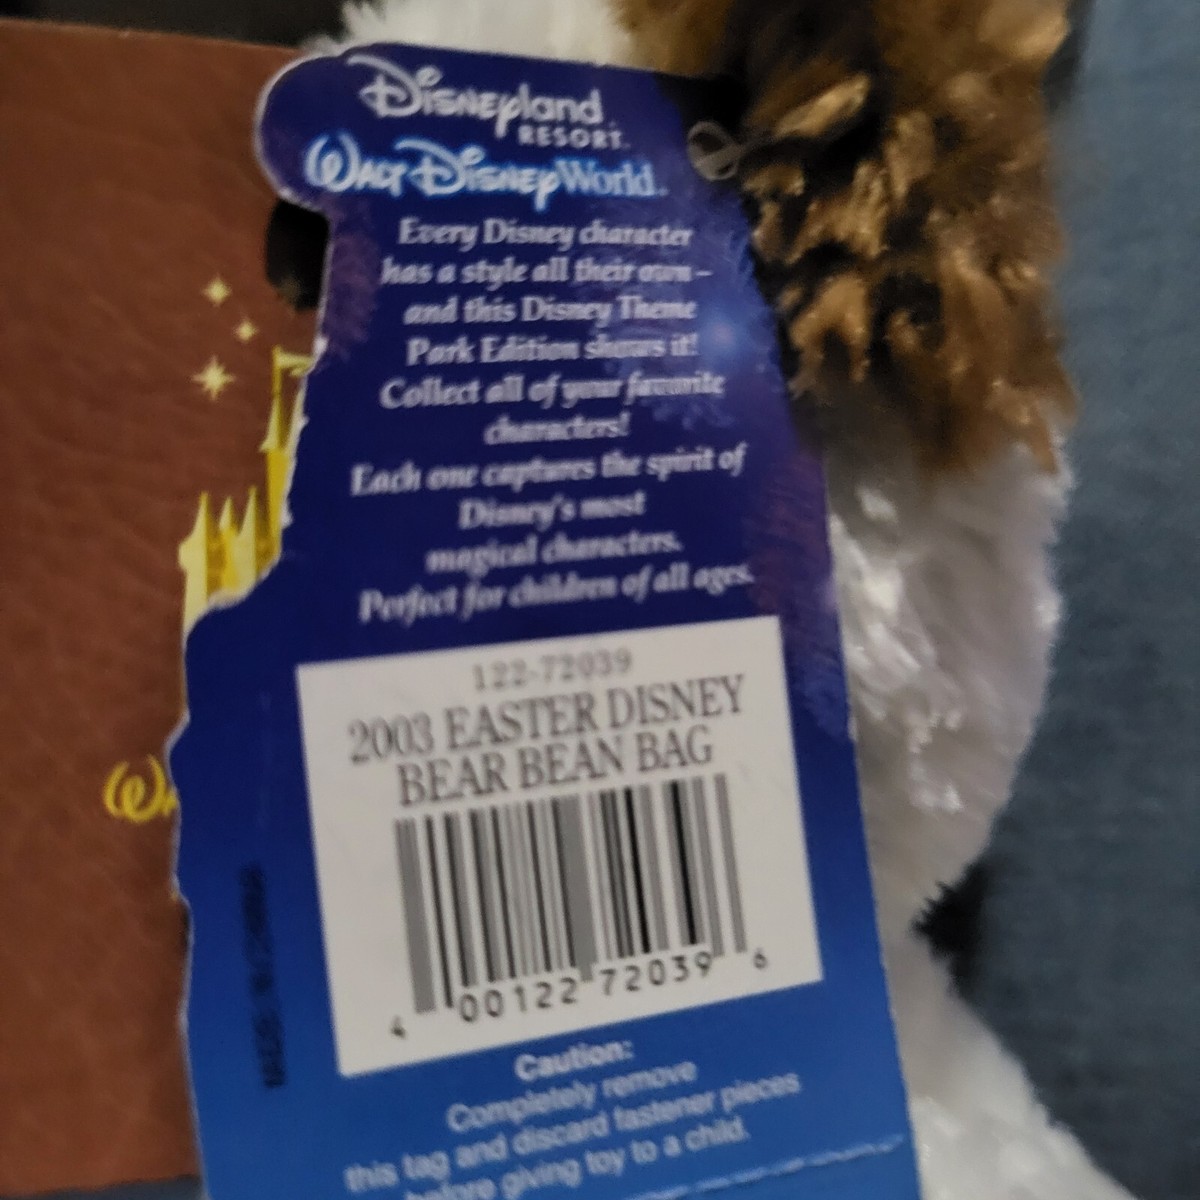 Disneyland
RESORT.
Walt Disney World.
Every Disney character
has a style all their own –
and this Disney Theme
Park Edition shows it!
Collect all of your favorite
characters!
Each one captures the spirit of
Disney's most
magical characters.
Perfect for children of all ages.
122-72039
2003 EASTER DISNEY
BEAR BEAN BAG
4 00122 72039 6
Caution:
Completely remove
this tag and discard fastener pieces
before giving toy to a child.